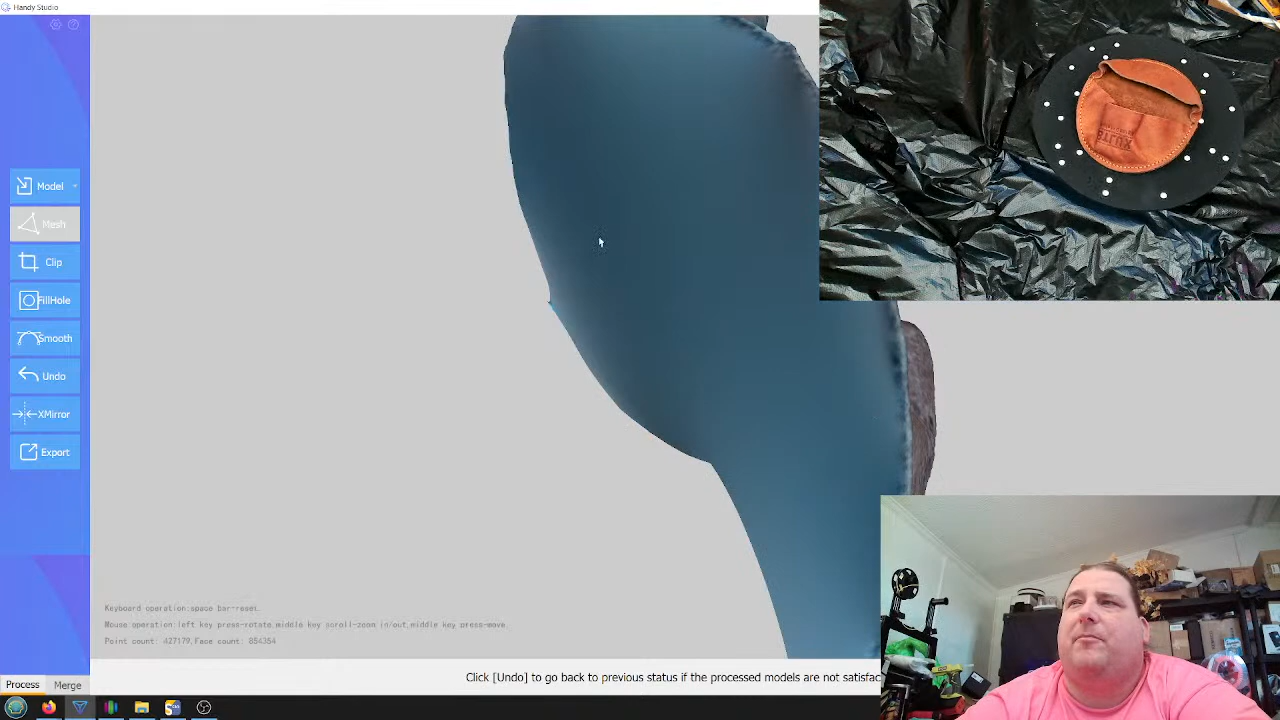 Handy Studio
Model
Mesh
Clip
FillHole
Smooth
Undo
XMirror
Export
Keyboard operation:space bar-reset.
Mouse operation:left key press-rotate,middle key scroll-zoom in/out,middle key press-move.
Point count: 427179,Face count: 854354
Click [Undo] to go back to previous status if the processed models are not satisfac
Process
Merge